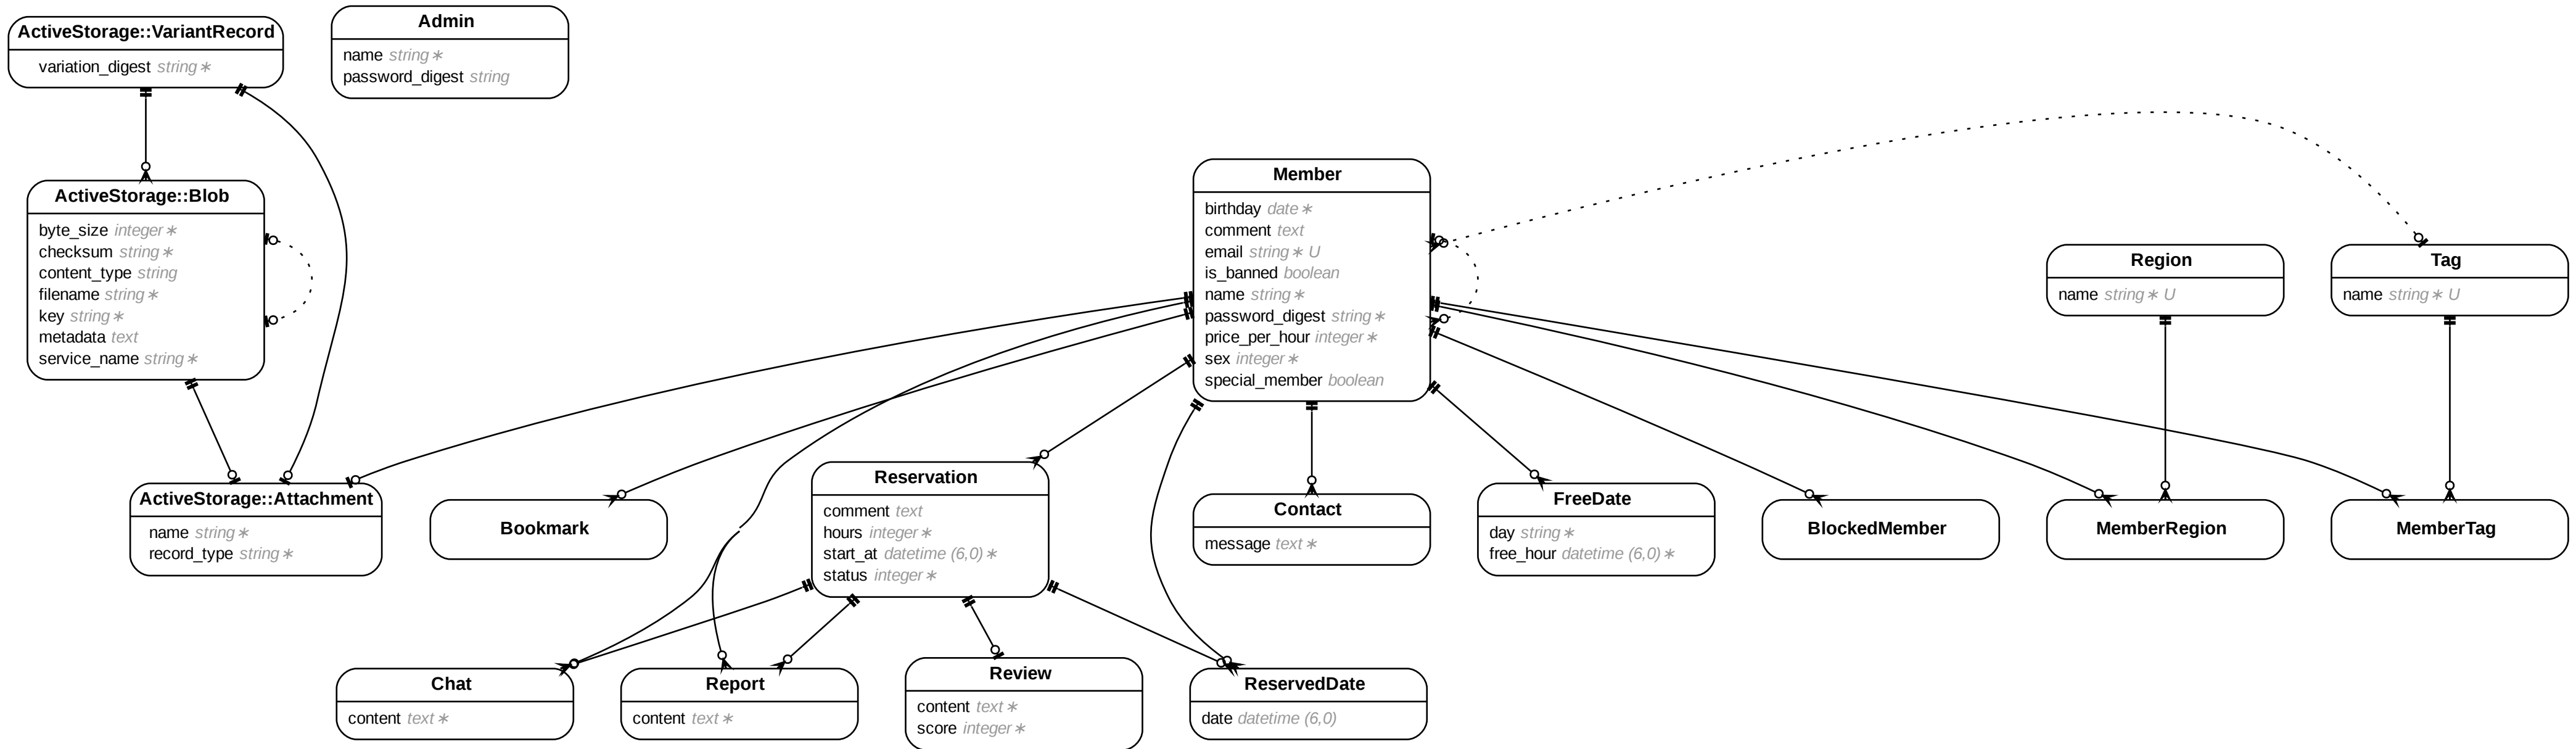 ActiveStorage::VariantRecord
variation_digest string∗
Admin
name string∗
password_digest string
ActiveStorage::Blob
byte_size integer∗
checksum string∗
content_type string
filename string∗
key string∗
metadata text
service_name string∗
Member
birthday date∗
comment text
email string∗ U
is_banned boolean
name string∗
password_digest string∗
price_per_hour integer∗
sex integer∗
special_member boolean
Region
name string∗ U
Tag
name string∗ U
ActiveStorage::Attachment
name string∗
record_type string∗
Bookmark
Reservation
comment text
hours integer∗
start_at datetime (6,0)∗
status integer∗
Contact
message text∗
FreeDate
day string∗
free_hour datetime (6,0)∗
BlockedMember
MemberRegion
MemberTag
Chat
content text∗
Report
content text∗
Review
content text∗
score integer∗
ReservedDate
date datetime (6,0)